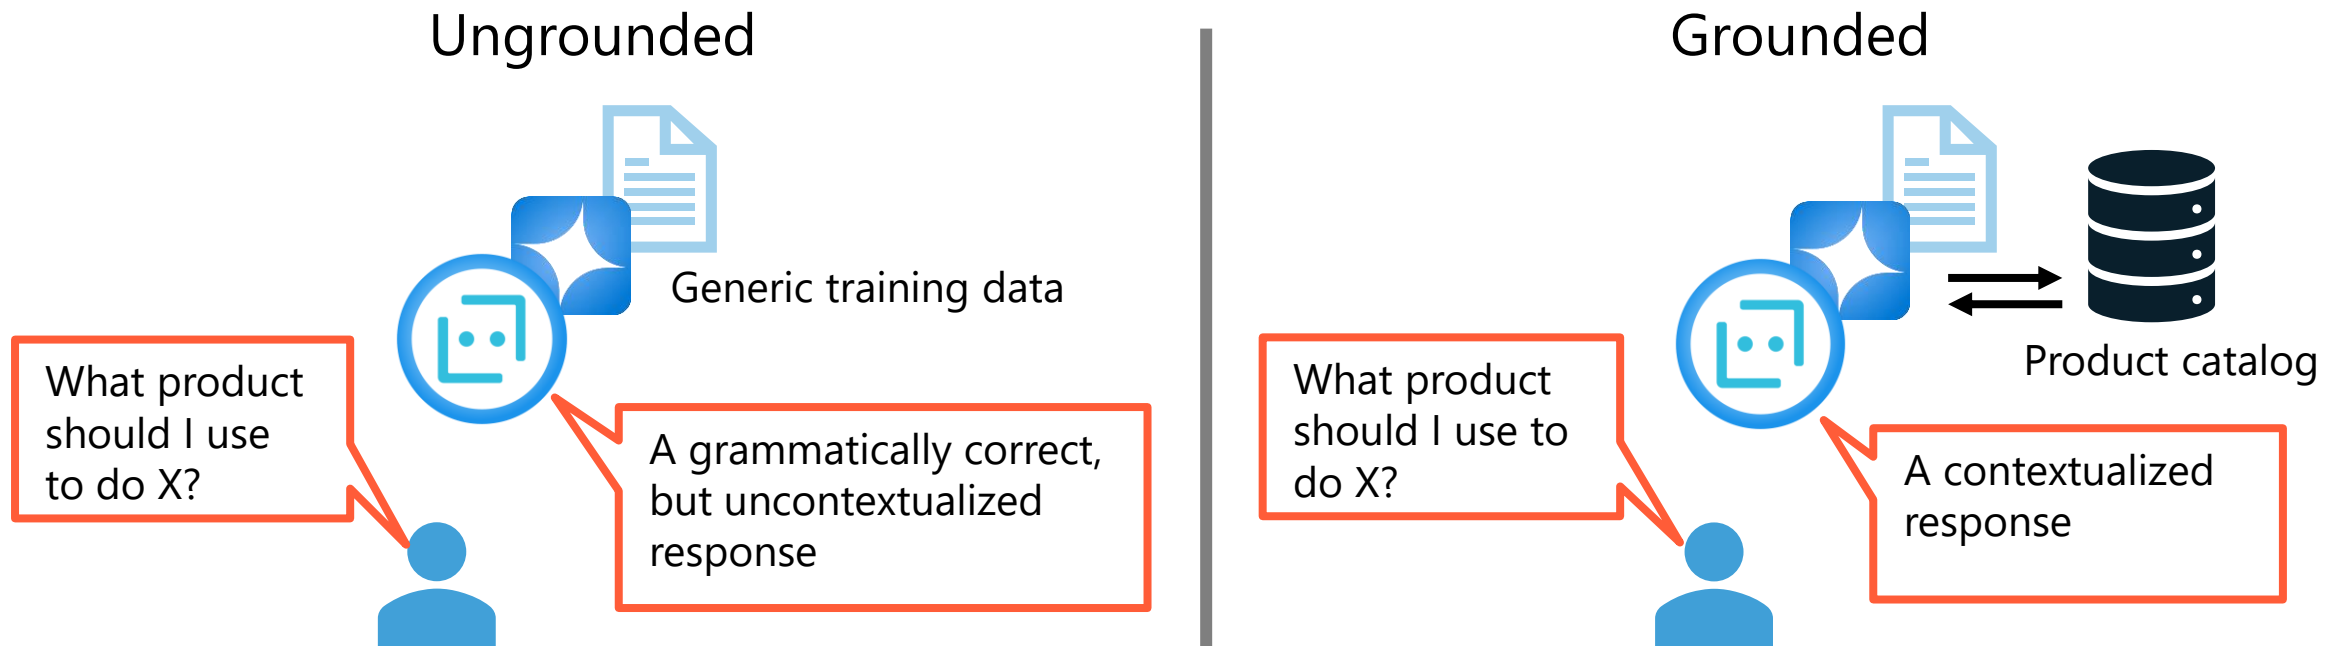 Ungrounded
Generic training data
What product
should I use
to do X?
A grammatically correct,
but uncontextualized
response
Grounded
Product catalog
What product
should I use to
do X?
A contextualized
response